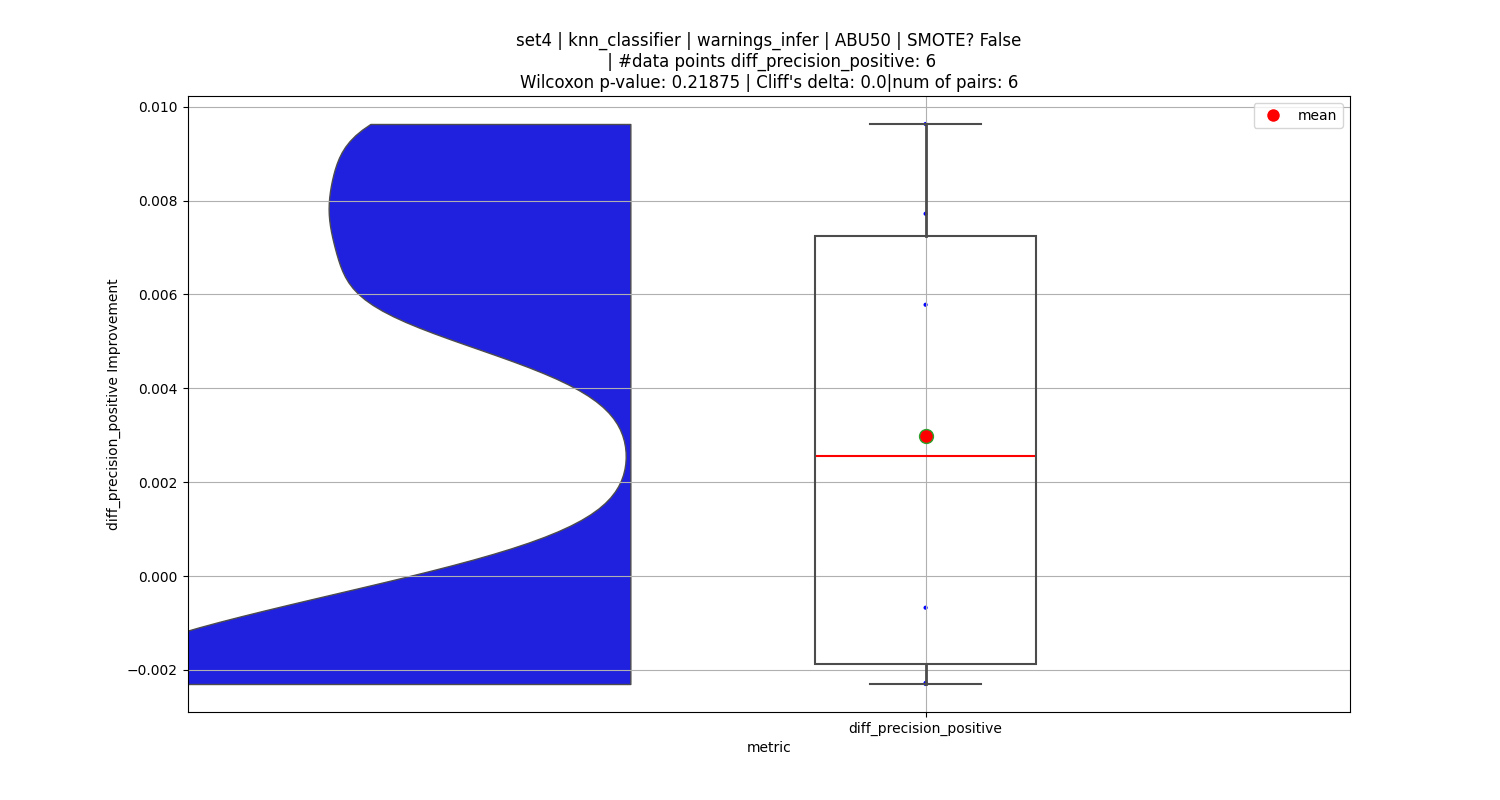 set4 | knn_classifier | warnings_infer | ABU50 | SMOTE? False
| #data points diff_precision_positive: 6
Wilcoxon p-value: 0.21875 | Cliff's delta: 0.0|num of pairs: 6
mean
0.010
0.008
0.006
0.004
0.002
0.000
−0.002
diff_precision_positive Improvement
diff_precision_positive
metric